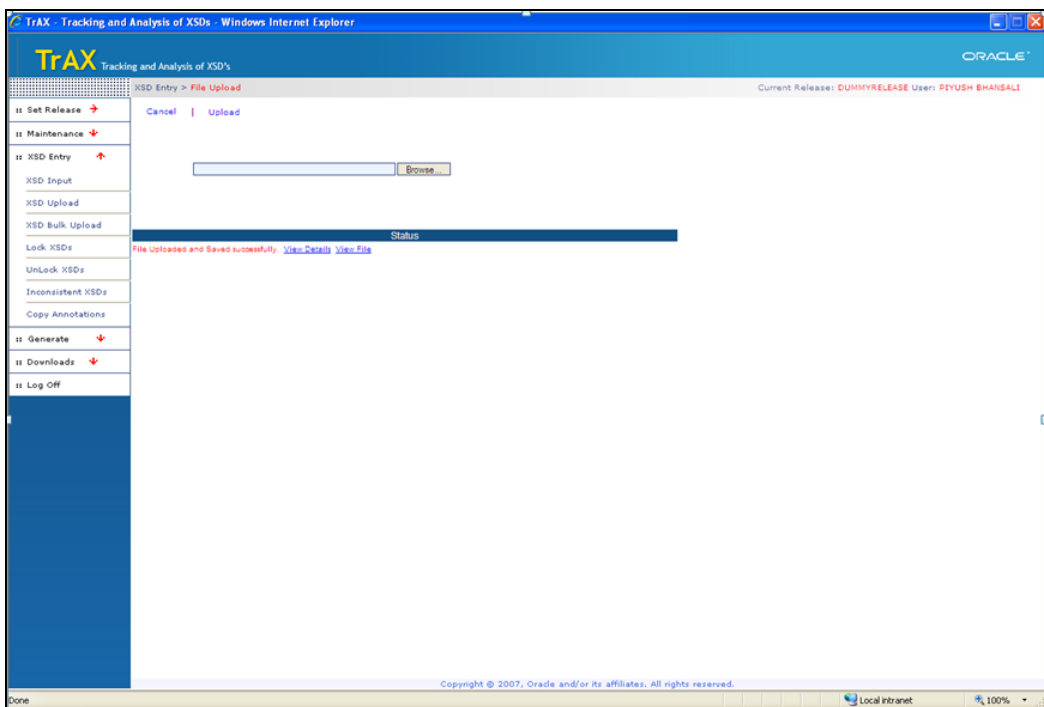 TrAX - Tracking and Analysis of XSDs - Windows Internet Explorer
TrAX Tracking and Analysis of XSD's
ORACLE
XSD Entry > File Upload
Current Release: DUMMYRELEASE User: PIYUSH BHANSALI
:: Set Release
Cancel | Upload
:: Maintenance
:: XSD Entry
Browse...
XSD Input
XSD Upload
XSD Bulk Upload
Status
Lock XSDs
File Uploaded and Saved successfully. View Details View File
UnLock XSDs
Inconsistent XSDs
Copy Annotations
:: Generate
:: Downloads
:: Log Off
Copyright © 2007, Oracle and/or its affiliates. All rights reserved.
Done
Local intranet
100%